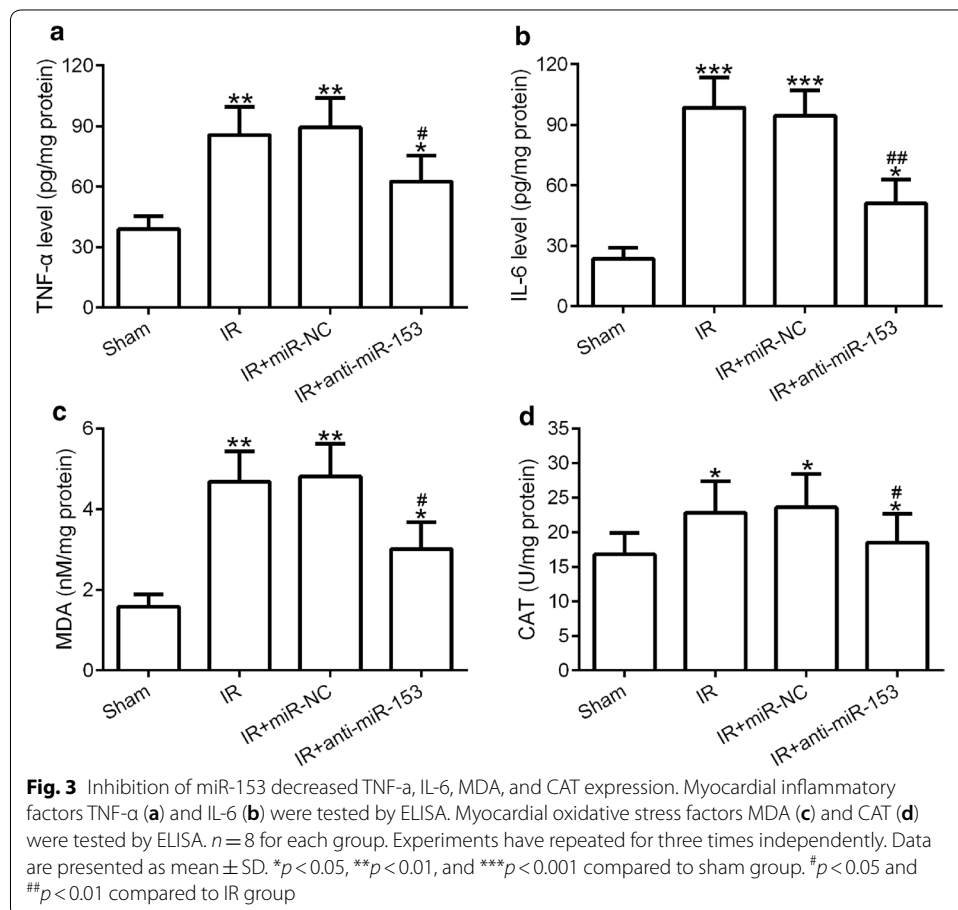 a
TNF-α level (pg/mg protein)
120
90
60
30
0
**
**
#
*
Sham
IR
IR+miR-NC
IR+anti-miR-153
b
IL-6 level (pg/mg protein)
120
90
60
30
0
***
***
##
*
Sham
IR
IR+miR-NC
IR+anti-miR-153
c
MDA (nM/mg protein)
6
4
2
0
**
**
#
*
Sham
IR
IR+miR-NC
IR+anti-miR-153
d
CAT (U/mg protein)
35
30
25
20
15
10
5
0
*
*
#
*
Sham
IR
IR+miR-NC
IR+anti-miR-153
Fig. 3 Inhibition of miR-153 decreased TNF-a, IL-6, MDA, and CAT expression. Myocardial inflammatory
factors TNF-α (a) and IL-6 (b) were tested by ELISA. Myocardial oxidative stress factors MDA (c) and CAT (d)
were tested by ELISA. n = 8 for each group. Experiments have repeated for three times independently. Data
are presented as mean ± SD. *p < 0.05, **p < 0.01, and ***p < 0.001 compared to sham group. #p < 0.05 and
##p < 0.01 compared to IR group